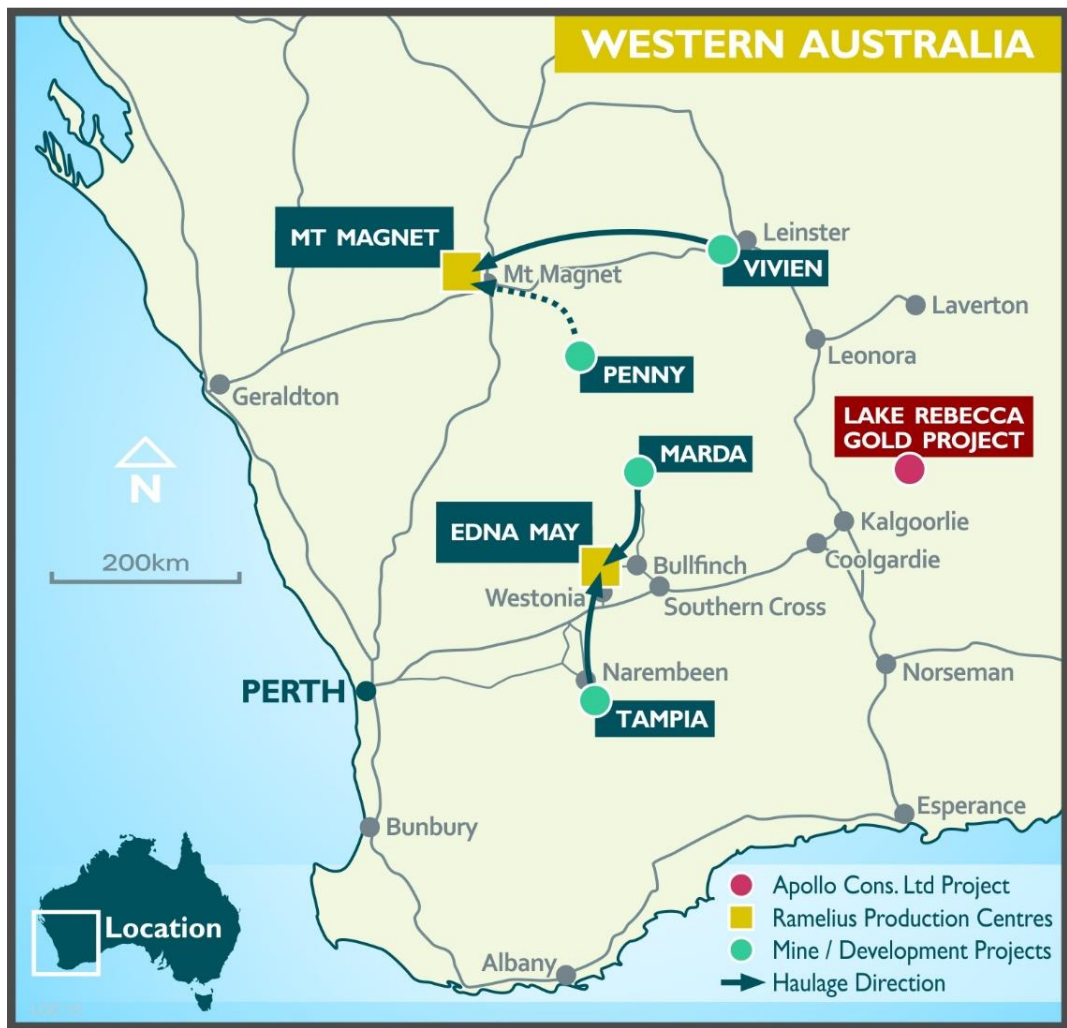 WESTERN AUSTRALIA
MT MAGNET
Mt Magnet
Leinster
VIVIEN
Laverton
Leonora
PENNY
Geraldton
LAKE REBECCA
GOLD PROJECT
N
200km
MARDA
EDNA MAY
Kalgoorlie
Coolgardie
Bullfinch
Westonia
Southern Cross
Norseman
PERTH
Narembeen
TAMPIA
Esperance
Bunbury
Albany
Location
Apollo Cons. Ltd Project
Ramelius Production Centres
Mine / Development Projects
Haulage Direction